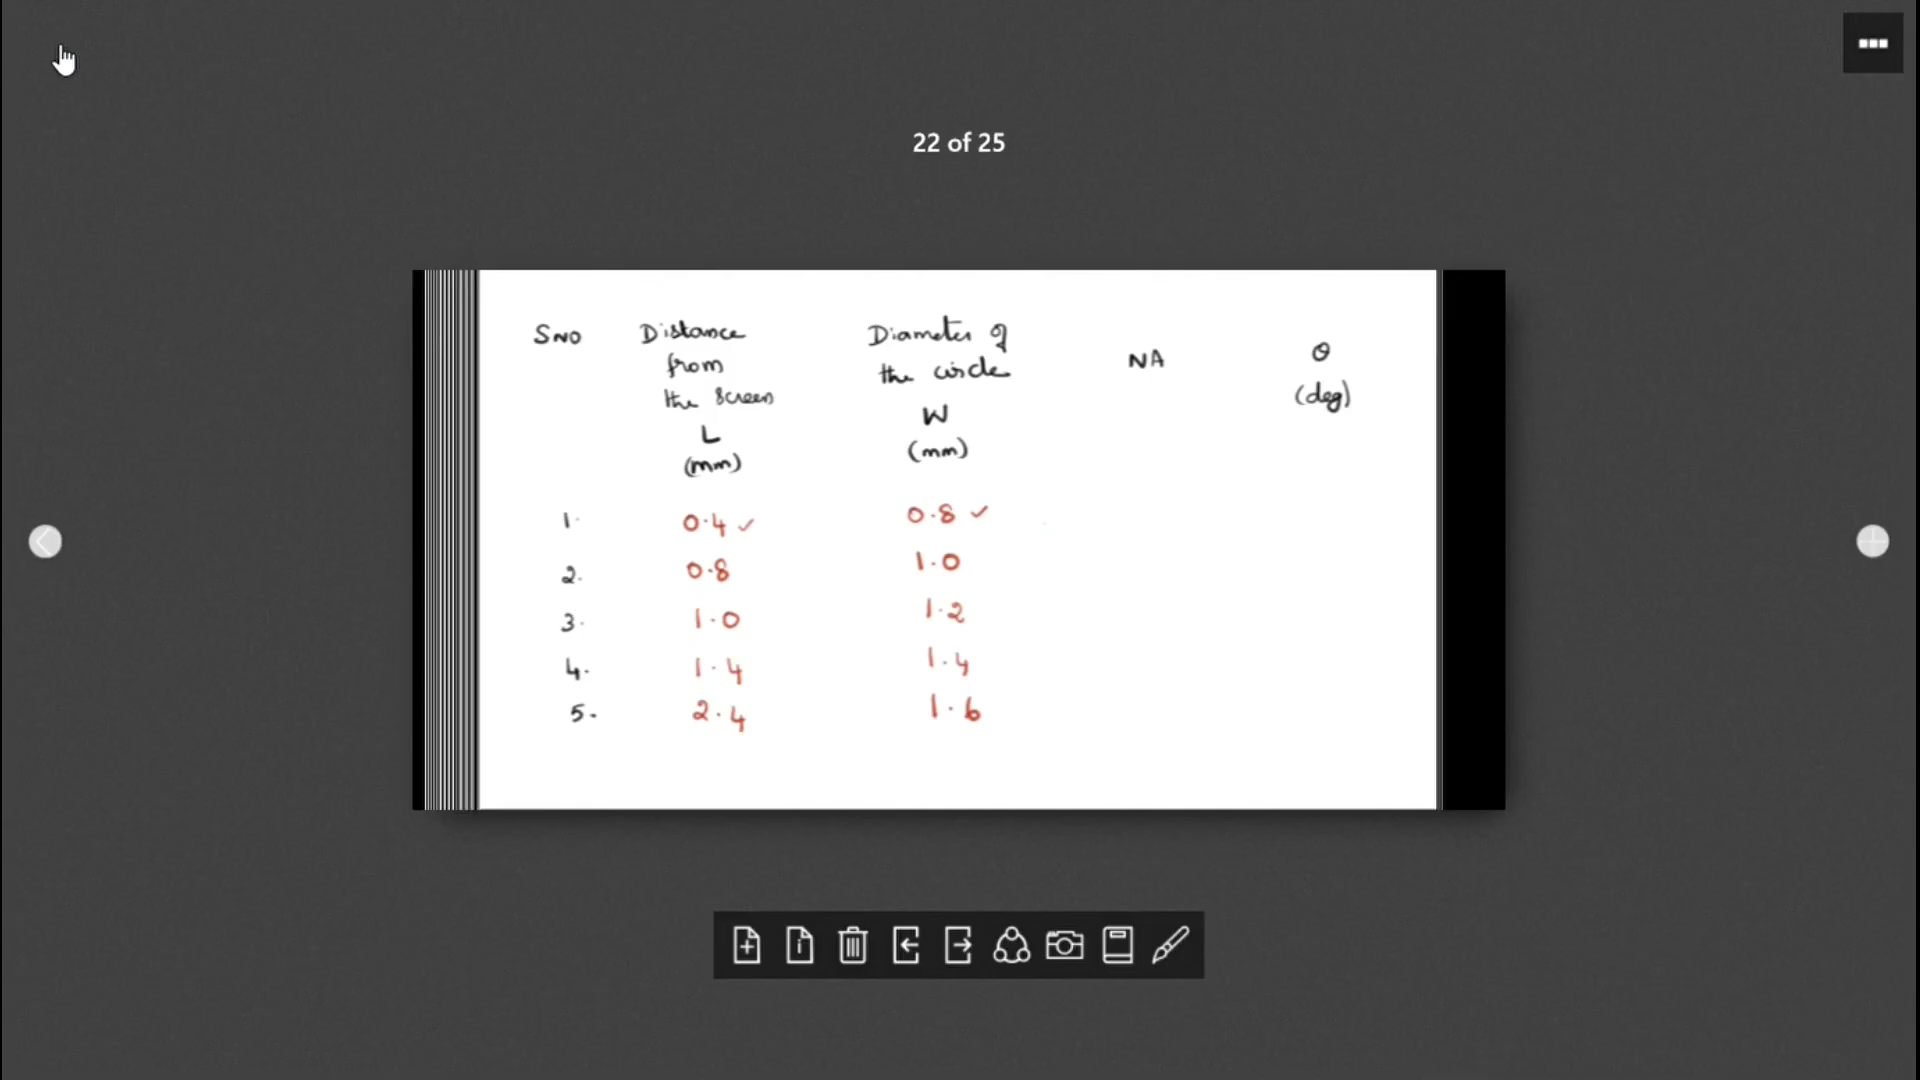 22 of 25
SNO Distance from the Screen L (mm) Diameter of the circle W (mm) NA θ (deg)
1. 0.4 ✓ 0.8 ✓
2. 0.8 1.0
3. 1.0 1.2
4. 1.4 1.4
5. 2.4 1.6